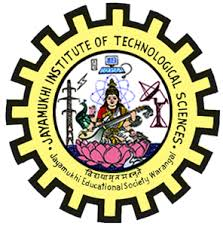 JAYAMUKHI INSTITUTE OF TECHNOLOGICAL SCIENCES
Jayamukhi Educational Society Warangal